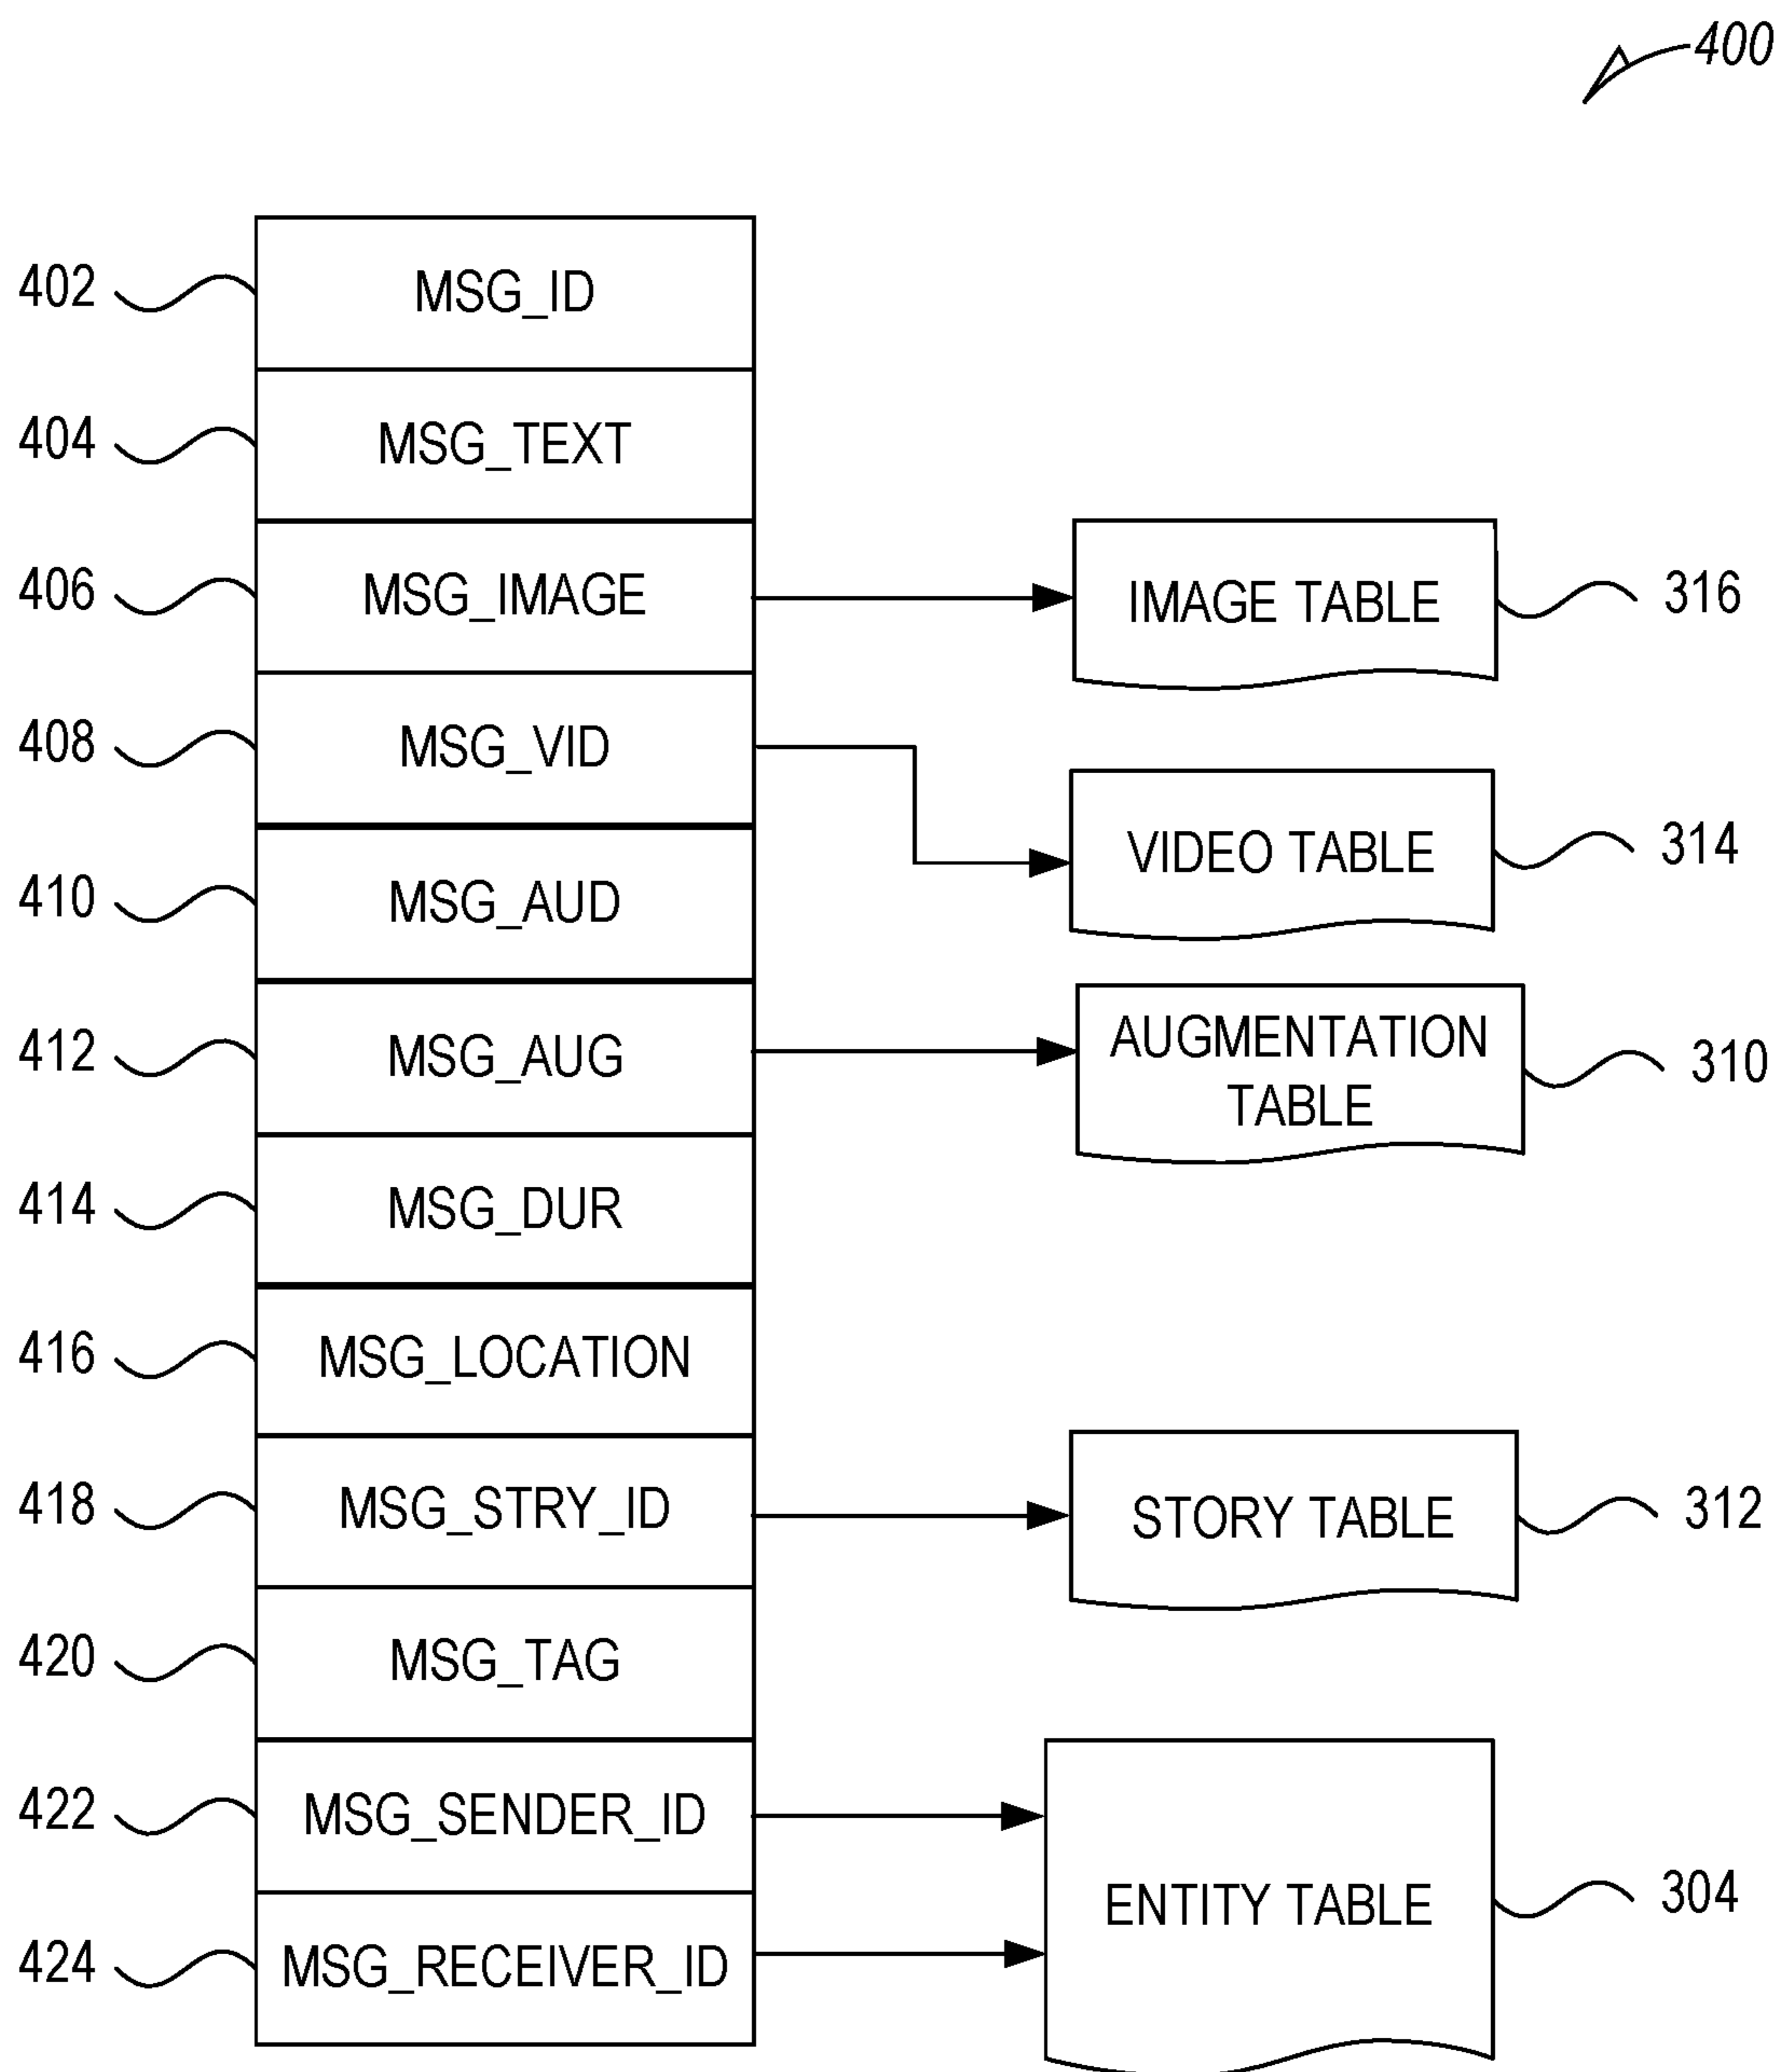 400
402 MSG_ID
404 MSG_TEXT
406 MSG_IMAGE IMAGE TABLE 316
408 MSG_VID VIDEO TABLE 314
410 MSG_AUD
412 MSG_AUG AUGMENTATION
TABLE 310
414 MSG_DUR
416 MSG_LOCATION
418 MSG_STRY_ID STORY TABLE 312
420 MSG_TAG
422 MSG_SENDER_ID
ENTITY TABLE 304
424 MSG_RECEIVER_ID